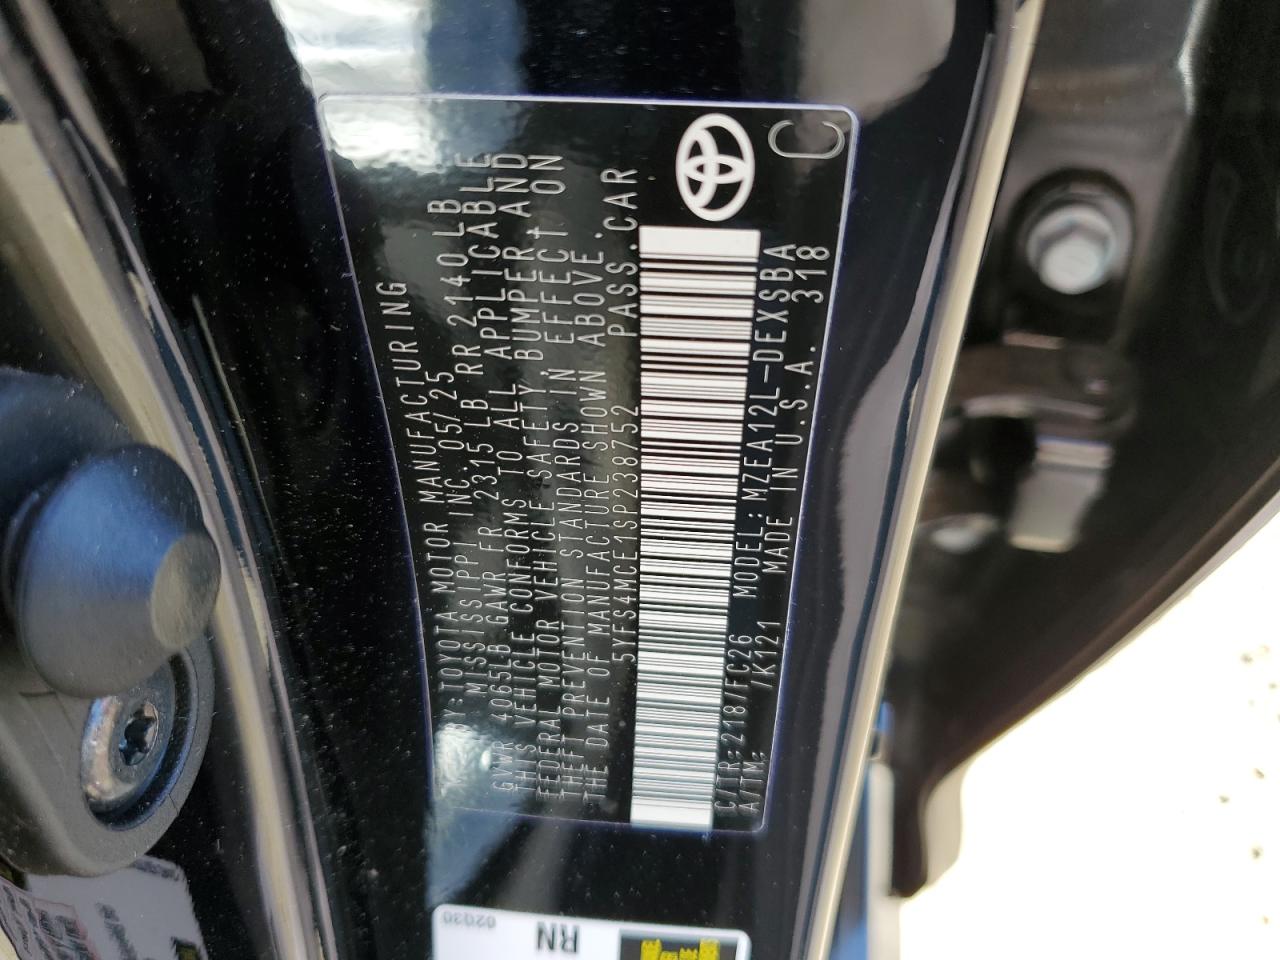 TOYOTA MOTOR MANUFACTURING
MISSISSIPPI INC. 05/25
GVWR 4065LB GAWR FR 2315 LB RR 2140 LB
THIS VEHICLE CONFORMS TO ALL APPLICABLE
FEDERAL MOTOR VEHICLE SAFETY, BUMPER, AND
THEFT PREVENTION STANDARDS IN EFFECT ON
THE DATE OF MANUFACTURE SHOWN ABOVE.
5YFS4MCE1SP238752 PASS.CAR
C/TR: 218/FC26 MODEL: MZEA12L-DEXSBA
A/TM: /K121 MADE IN U.S.A. 318
C
02Q30
RN